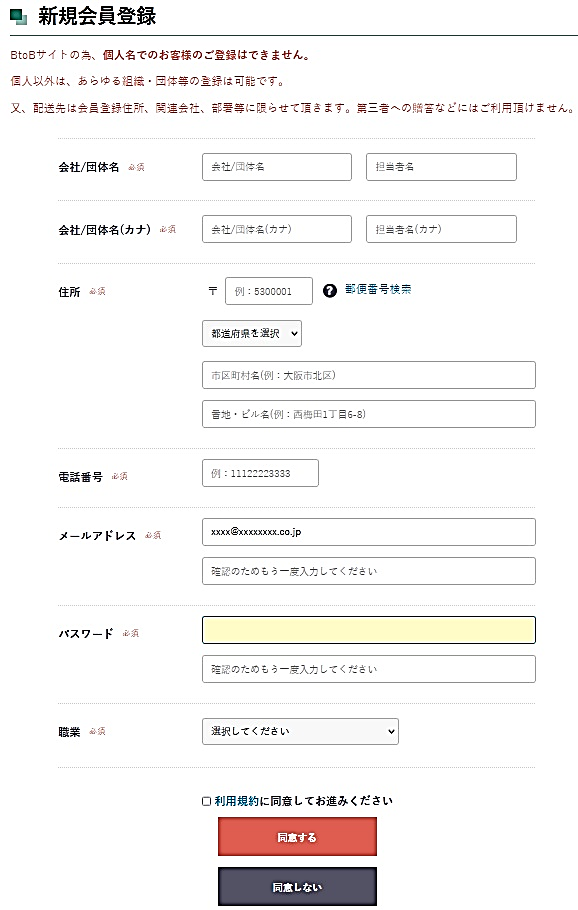 新規会員登録
BtoBサイトの為、個人名でのお客様のご登録はできません。
個人以外は、あらゆる組織・団体等の登録は可能です。
又、配送先は会員登録住所、関連会社、部署等に限らせて頂きます。第三者への贈答などにはご利用頂けません。
会社/団体名 必須 会社/団体名 担当者名
会社/団体名(カナ) 必須 会社/団体名(カナ) 担当者名(カナ)
住所 必須 〒 例：5300001 ? 郵便番号検索
都道府県を選択
市区町村名(例：大阪市北区)
番地・ビル名(例：西梅田1丁目6-8)
電話番号 必須 例：11122223333
メールアドレス 必須 xxxx@xxxxxxxx.co.jp
確認のためもう一度入力してください
パスワード 必須
確認のためもう一度入力してください
職業 必須 選択してください
利用規約に同意してお進みください
同意する
同意しない